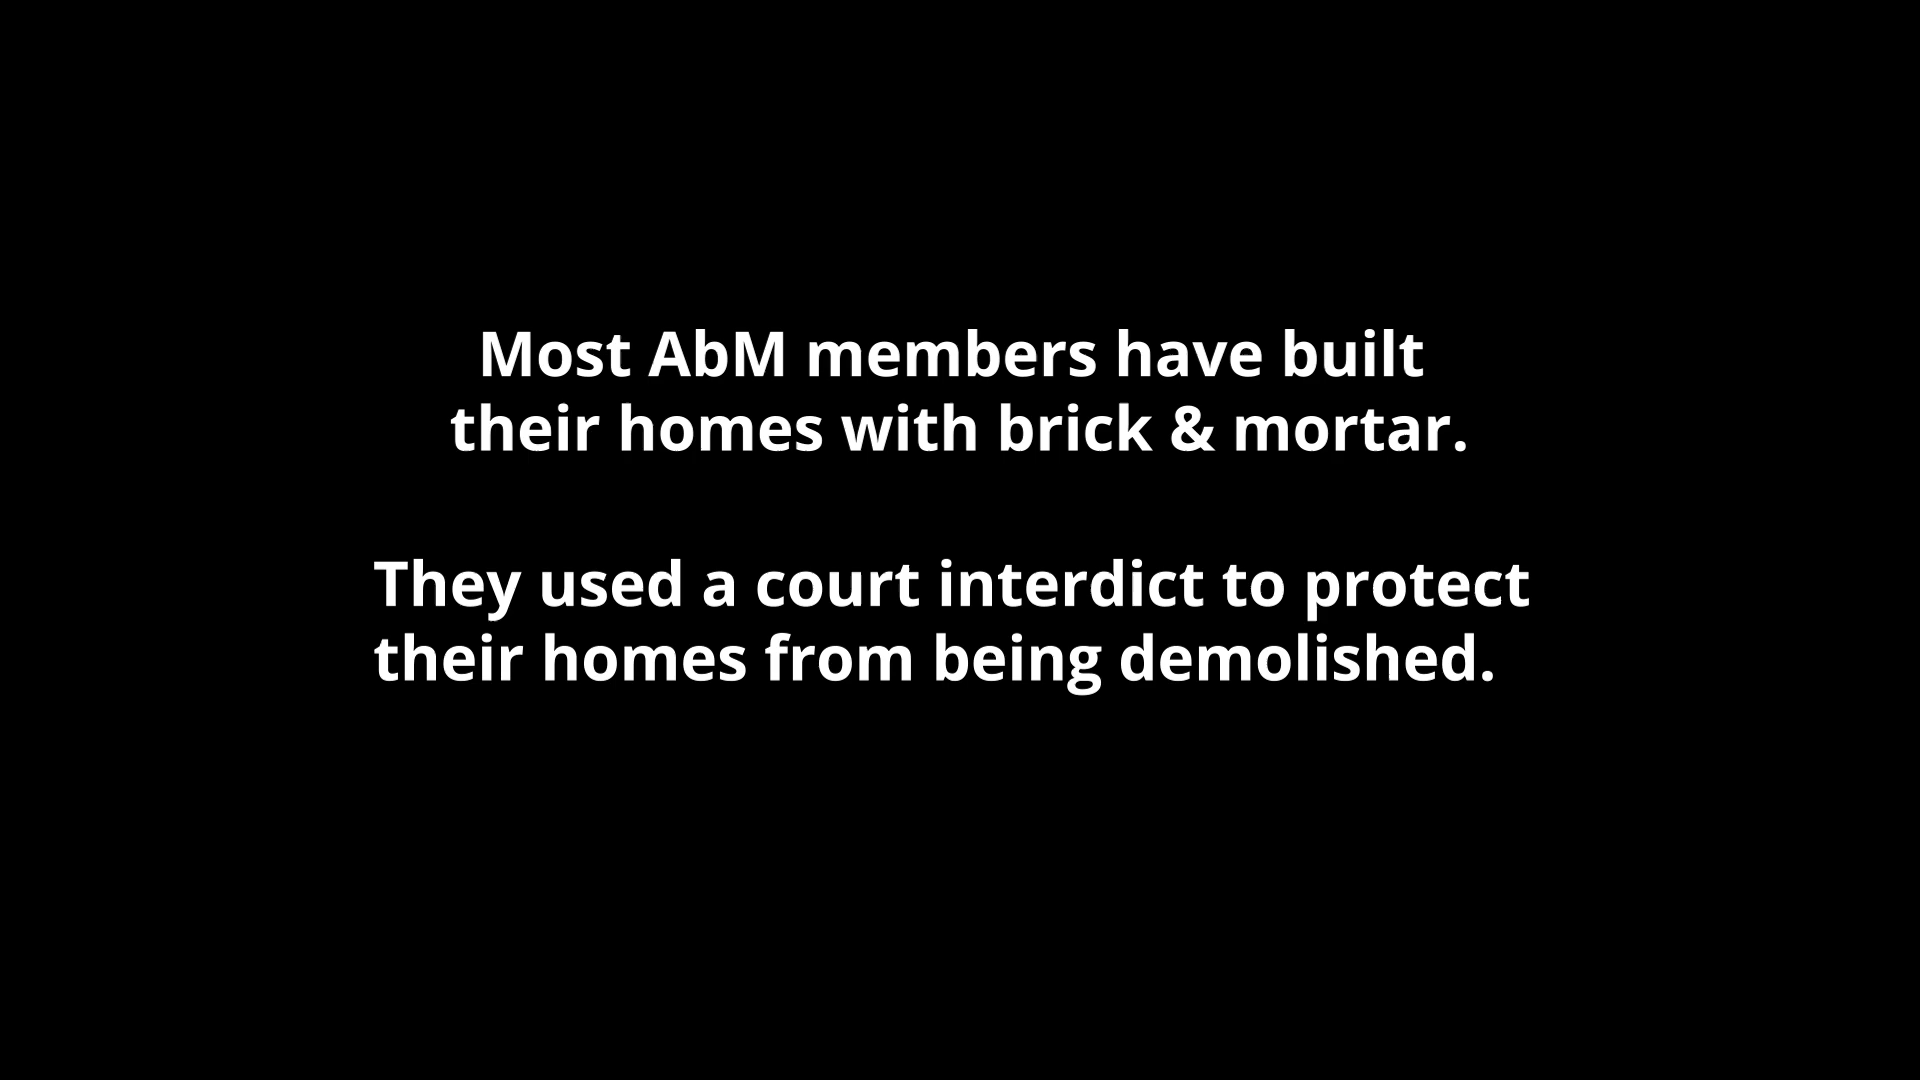 Most AbM members have built
their homes with brick & mortar.
They used a court interdict to protect
their homes from being demolished.